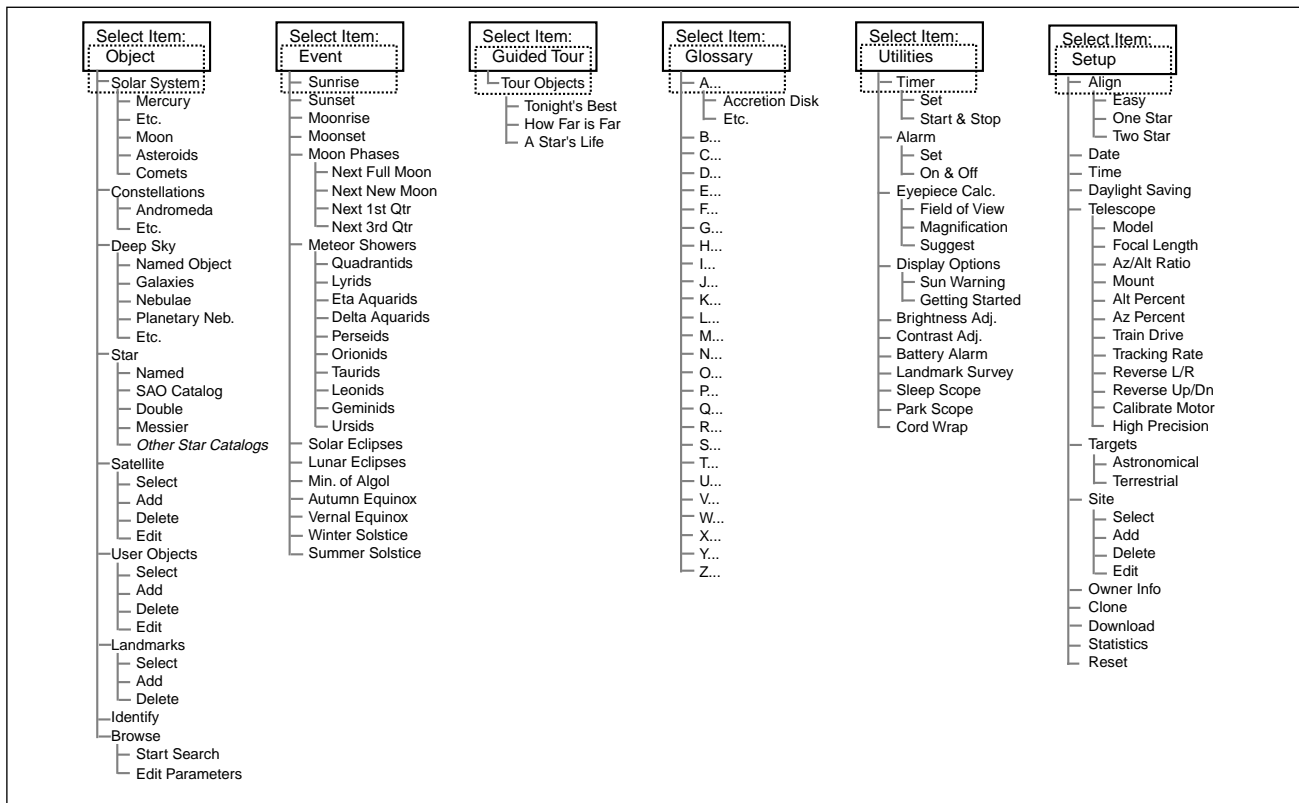 Select Item:
Object
Solar System
Mercury
Etc.
Moon
Asteroids
Comets
Constellations
Andromeda
Etc.
Deep Sky
Named Object
Galaxies
Nebulae
Planetary Neb.
Etc.
Star
Named
SAO Catalog
Double
Messier
Other Star Catalogs
Satellite
Select
Add
Delete
Edit
User Objects
Select
Add
Delete
Edit
Landmarks
Select
Add
Delete
Identify
Browse
Start Search
Edit Parameters
Select Item:
Event
Sunrise
Sunset
Moonrise
Moonset
Moon Phases
Next Full Moon
Next New Moon
Next 1st Qtr
Next 3rd Qtr
Meteor Showers
Quadrantids
Lyrids
Eta Aquarids
Delta Aquarids
Perseids
Orionids
Taurids
Leonids
Geminids
Ursids
Solar Eclipses
Lunar Eclipses
Min. of Algol
Autumn Equinox
Vernal Equinox
Winter Solstice
Summer Solstice
Select Item:
Guided Tour
Tour Objects
Tonight's Best
How Far is Far
A Star's Life
Select Item:
Glossary
A...
Accretion Disk
Etc.
B...
C...
D...
E...
F...
G...
H...
I...
J...
K...
L...
M...
N...
O...
P...
Q...
R...
S...
T...
U...
V...
W...
X...
Y...
Z...
Select Item:
Utilities
Timer
Set
Start & Stop
Alarm
Set
On & Off
Eyepiece Calc.
Field of View
Magnification
Suggest
Display Options
Sun Warning
Getting Started
Brightness Adj.
Contrast Adj.
Battery Alarm
Landmark Survey
Sleep Scope
Park Scope
Cord Wrap
Select Item:
Setup
Align
Easy
One Star
Two Star
Date
Time
Daylight Saving
Telescope
Model
Focal Length
Az/Alt Ratio
Mount
Alt Percent
Az Percent
Train Drive
Tracking Rate
Reverse L/R
Reverse Up/Dn
Calibrate Motor
High Precision
Targets
Astronomical
Terrestrial
Site
Select
Add
Delete
Edit
Owner Info
Clone
Download
Statistics
Reset